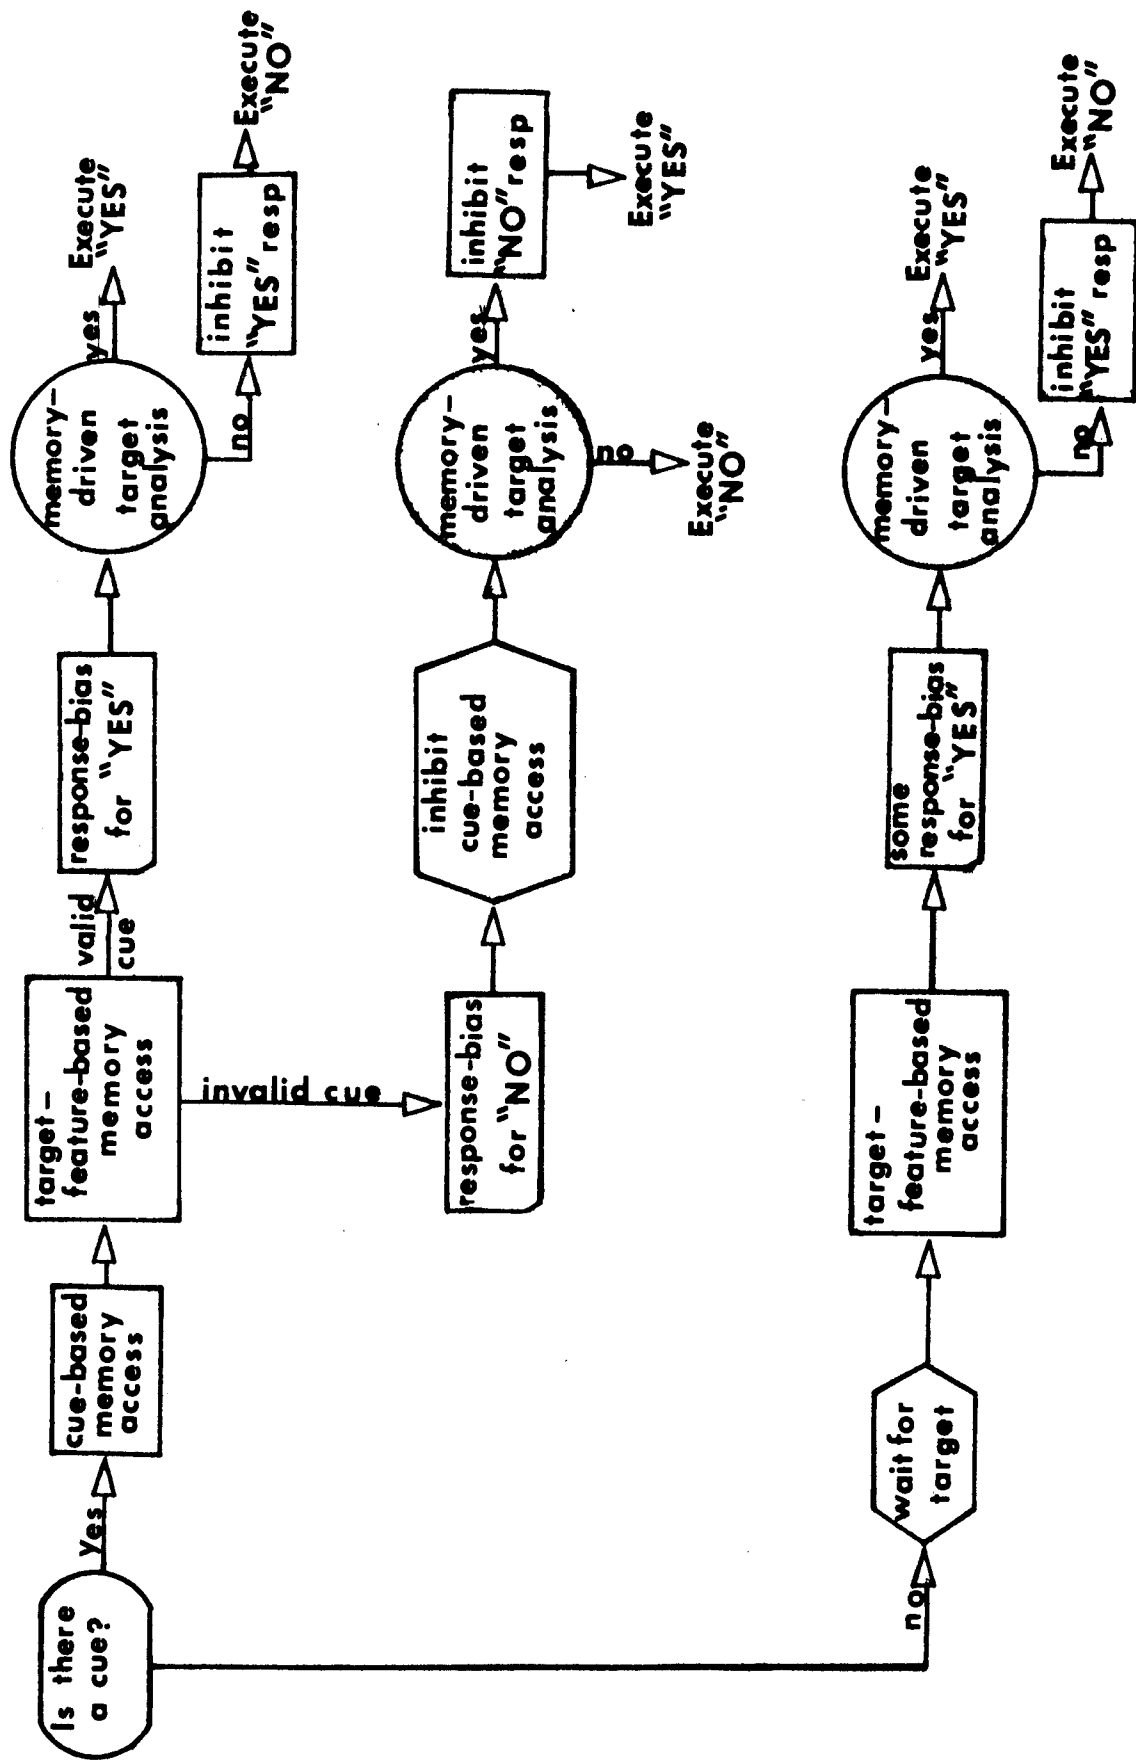 Is there
a cue?
Yes
cue-based
memory
access
target-
feature-based
memory
access
valid
cue
response-bias
for "YES"
memory-
driven
target
analysis
yes
Execute
"YES"
no
inhibit
"YES" resp
Execute
"NO"
invalid cue
response-bias
for "NO"
inhibit
cue-based
memory
access
memory-
driven
target
analysis
yes
inhibit
"NO" resp
Execute
"YES"
no
Execute
"NO"
no
wait for
target
target-
feature-based
memory
access
some
response-bias
for "YES"
memory-
driven
target
analysis
yes
Execute
"YES"
no
inhibit
"YES" resp
Execute
"NO"